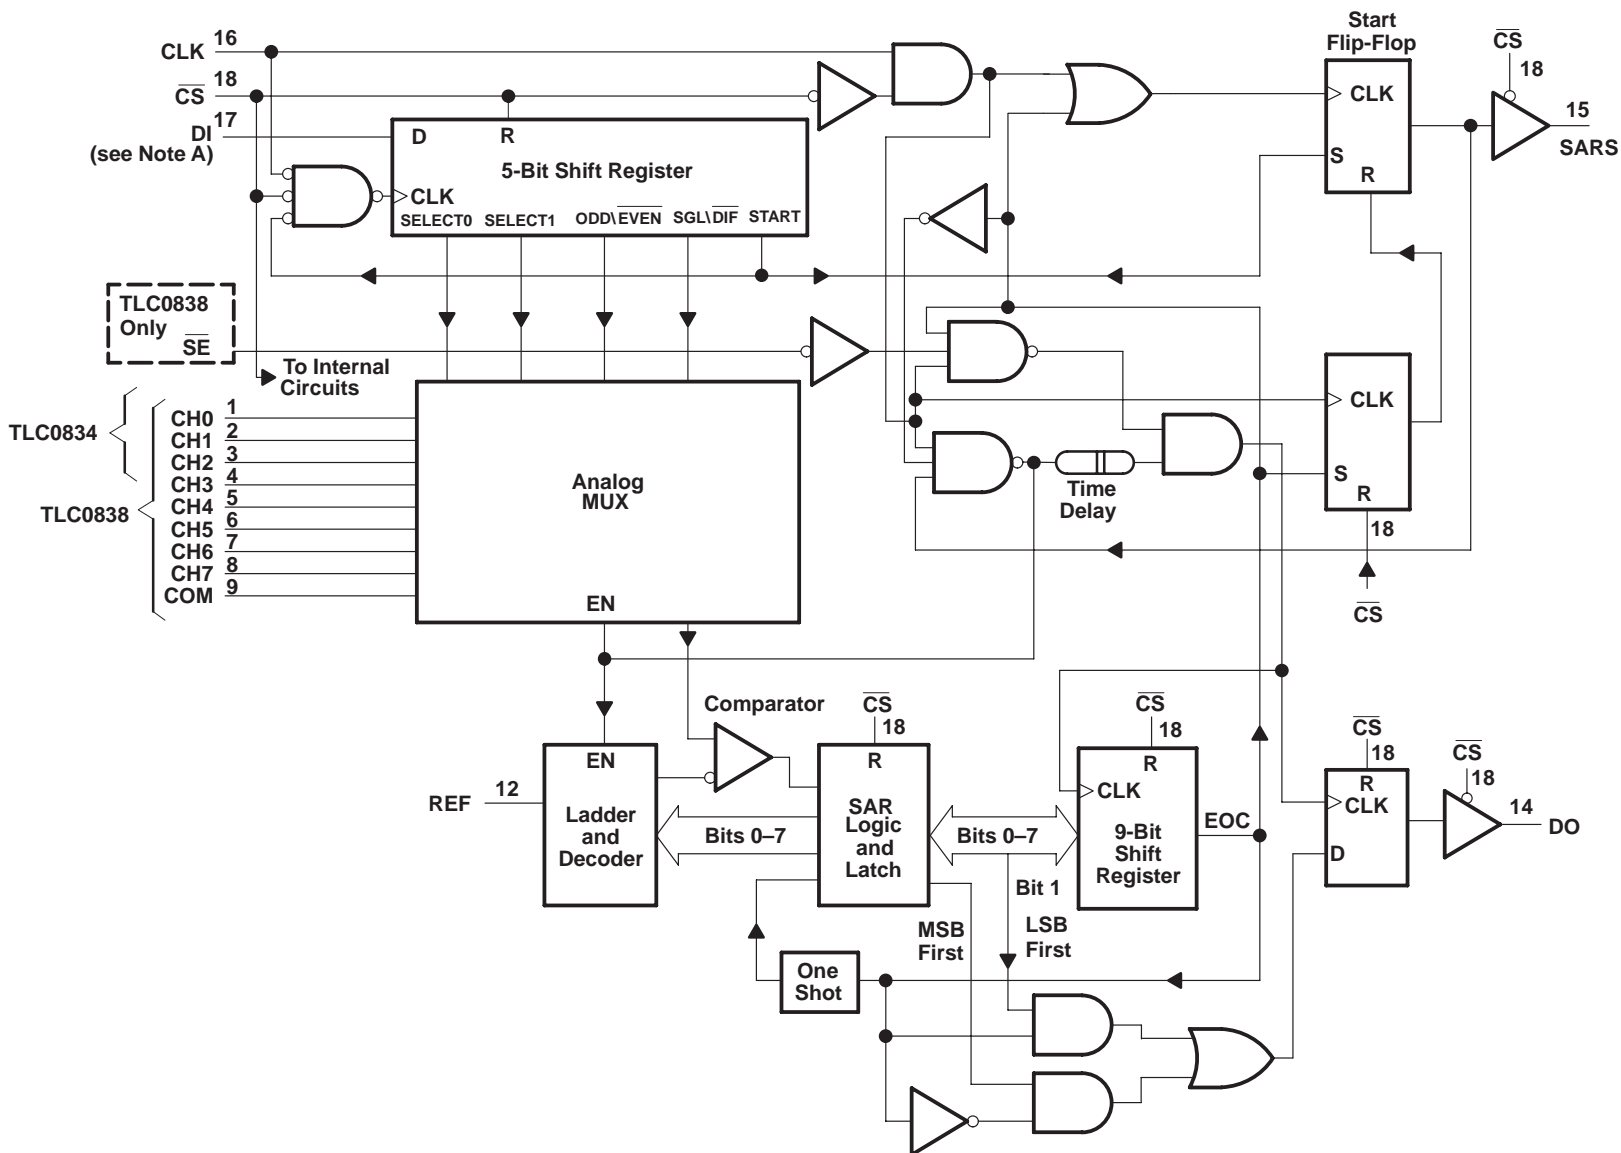 Start
Flip-Flop
CLK 16
CS 18
DI 17
(see Note A)
D
R
5-Bit Shift Register
CLK
SELECT0 SELECT1 ODD\EVEN SGL\DIF START
CLK
S
R
CS
18
15
SARS
TLC0838
Only
SE
To Internal
Circuits
TLC0834
TLC0838
CH0 1
CH1 2
CH2 3
CH3 4
CH4 5
CH5 6
CH6 7
CH7 8
COM 9
Analog
MUX
EN
Time
Delay
CLK
S
R
18
CS
Comparator
REF 12
EN
Ladder
and
Decoder
Bits 0–7
CS
18
R
SAR
Logic
and
Latch
Bits 0–7
CS
18
R
CLK
9-Bit
Shift
Register
EOC
CS
18
R
CLK
D
CS
18
14
DO
Bit 1
MSB
First
LSB
First
One
Shot